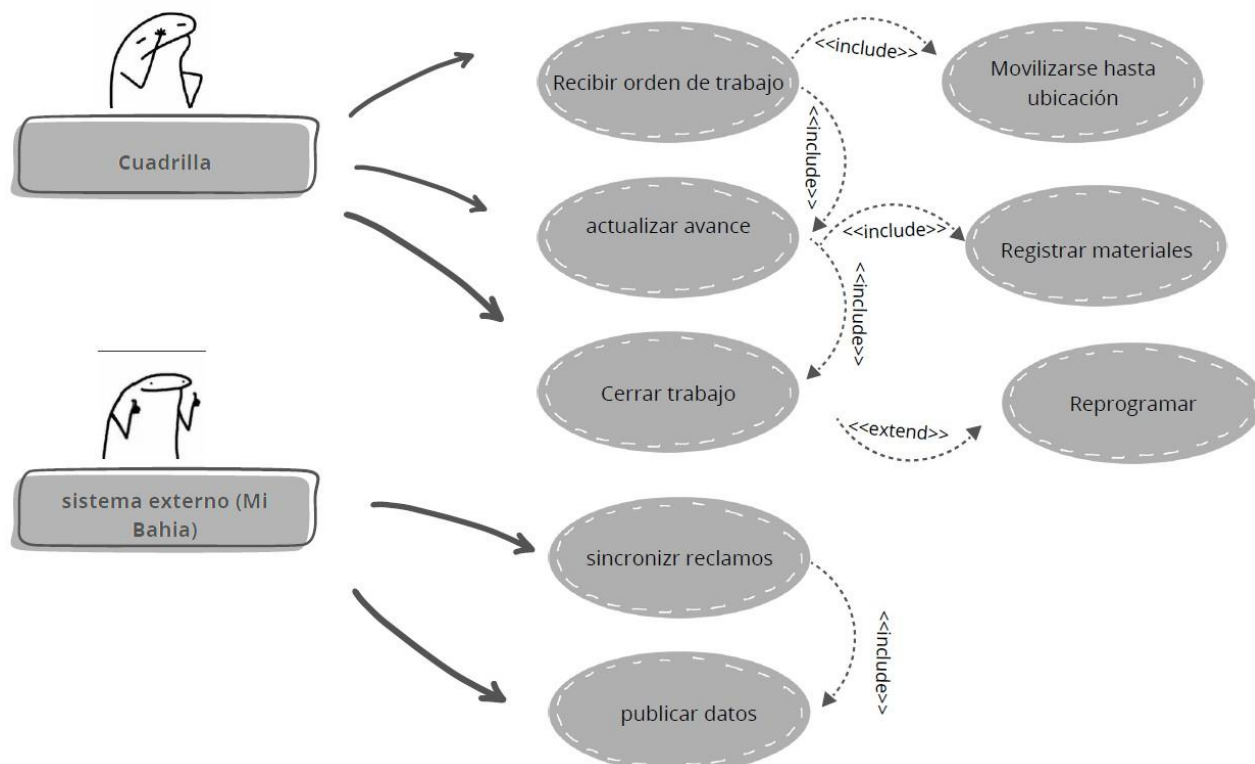 Cuadrilla
Recibir orden de trabajo
<<include>>
Movilizarse hasta
ubicación
<<include>>
actualizar avance
<<include>>
Registrar materiales
<<include>>
Cerrar trabajo
<<extend>>
Reprogramar
sistema externo (Mi
Bahia)
sincronizr reclamos
<<include>>
publicar datos